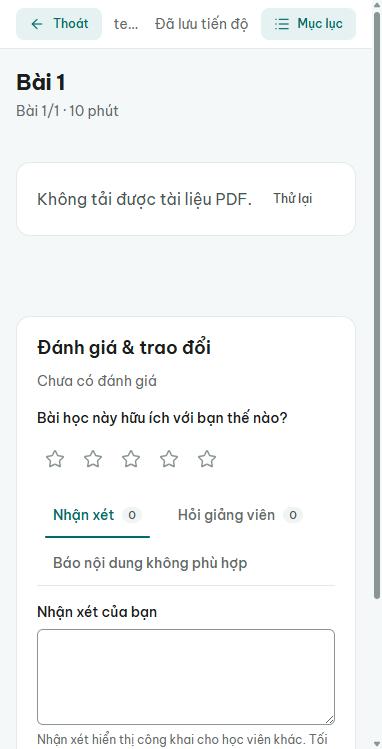 Thoát
te...
Đã lưu tiến độ
Mục lục
Bài 1
Bài 1/1 · 10 phút
Không tải được tài liệu PDF.
Thử lại
Đánh giá & trao đổi
Chưa có đánh giá
Bài học này hữu ích với bạn thế nào?
Nhận xét 0
Hỏi giảng viên 0
Báo nội dung không phù hợp
Nhận xét của bạn
Nhận xét hiển thị công khai cho học viên khác. Tối